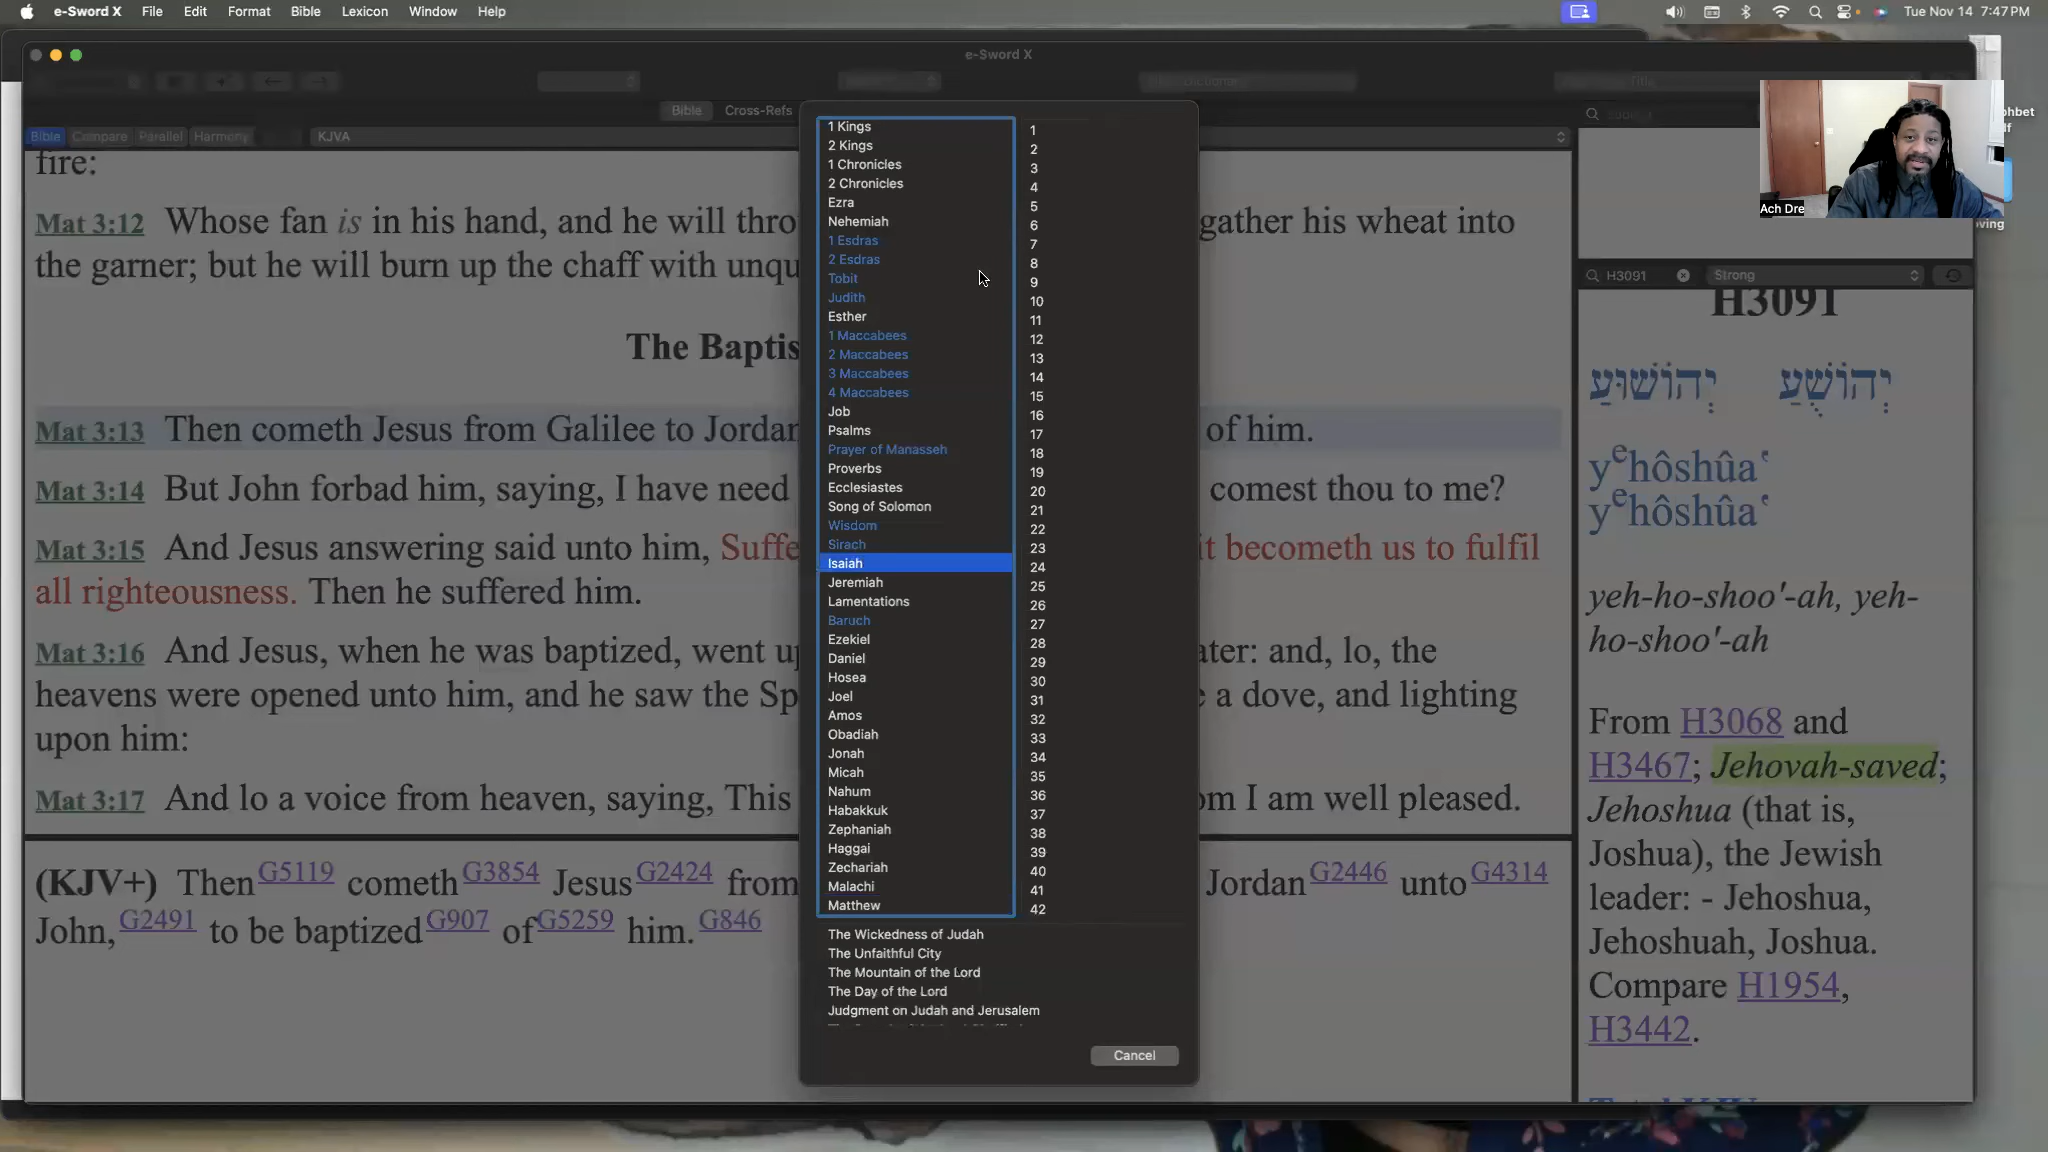 e-Sword X File Edit Format Bible Lexicon Window Help
Tue Nov 14 7:47 PM
e-Sword X
Bible Cross-Refs
Bible Compare Parallel Harmony KJVA
fire:
Mat 3:12 Whose fan is in his hand, and he will thro
gather his wheat into
the garner; but he will burn up the chaff with unqu
The Baptis
Mat 3:13 Then cometh Jesus from Galilee to Jordan
of him.
Mat 3:14 But John forbad him, saying, I have need
comest thou to me?
Mat 3:15 And Jesus answering said unto him, Suffe
it becometh us to fulfil
all righteousness. Then he suffered him.
Mat 3:16 And Jesus, when he was baptized, went up
ater: and, lo, the
heavens were opened unto him, and he saw the Sp
e a dove, and lighting
upon him:
Mat 3:17 And lo a voice from heaven, saying, This
om I am well pleased.
(KJV+) Then G5119 cometh G3854 Jesus G2424 from
Jordan G2446 unto G4314
John, G2491 to be baptized G907 of G5259 him. G846
1 Kings
2 Kings
1 Chronicles
2 Chronicles
Ezra
Nehemiah
1 Esdras
2 Esdras
Tobit
Judith
Esther
1 Maccabees
2 Maccabees
3 Maccabees
4 Maccabees
Job
Psalms
Prayer of Manasseh
Proverbs
Ecclesiastes
Song of Solomon
Wisdom
Sirach
Isaiah
Jeremiah
Lamentations
Baruch
Ezekiel
Daniel
Hosea
Joel
Amos
Obadiah
Jonah
Micah
Nahum
Habakkuk
Zephaniah
Haggai
Zechariah
Malachi
Matthew
1
2
3
4
5
6
7
8
9
10
11
12
13
14
15
16
17
18
19
20
21
22
23
24
25
26
27
28
29
30
31
32
33
34
35
36
37
38
39
40
41
42
The Wickedness of Judah
The Unfaithful City
The Mountain of the Lord
The Day of the Lord
Judgment on Judah and Jerusalem
Cancel
Ach Dre
H3091 Strong
H3091
יְהוֹשׁוּעַ יְהוֹשֻׁעַ
yᵉhôshûaʻ
yᵉhôshûaʻ
yeh-ho-shoo'-ah, yeh-
ho-shoo'-ah
From H3068 and
H3467; Jehovah-saved;
Jehoshua (that is,
Joshua), the Jewish
leader: - Jehoshua,
Jehoshuah, Joshua.
Compare H1954,
H3442.